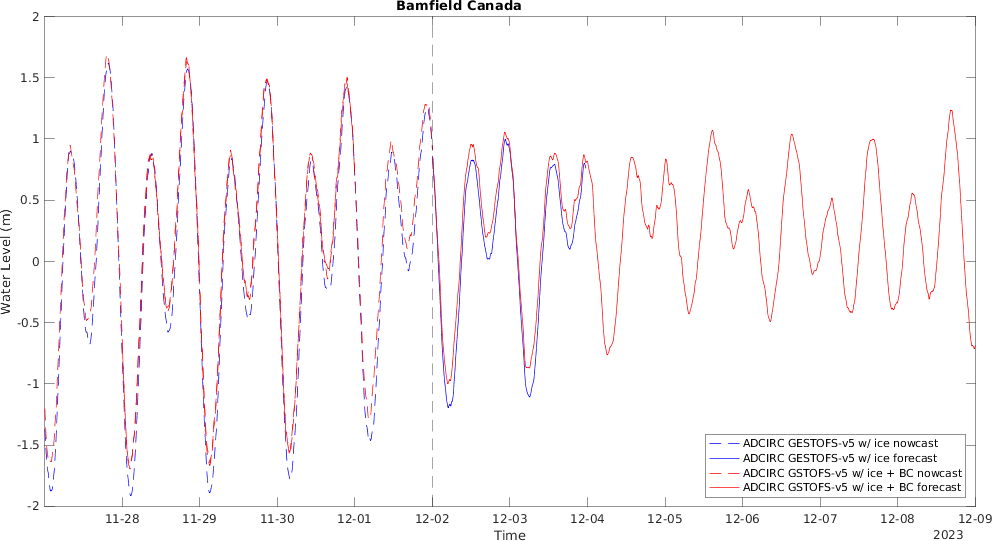 Bamfield Canada
2
1.5
1
0.5
0
-0.5
-1
-1.5
-2
Water Level (m)
11-28 11-29 11-30 12-01 12-02 12-03 12-04 12-05 12-06 12-07 12-08 12-09
Time
2023
ADCIRC GESTOFS-v5 w/ ice nowcast
ADCIRC GESTOFS-v5 w/ ice forecast
ADCIRC GSTOFS-v5 w/ ice + BC nowcast
ADCIRC GSTOFS-v5 w/ ice + BC forecast